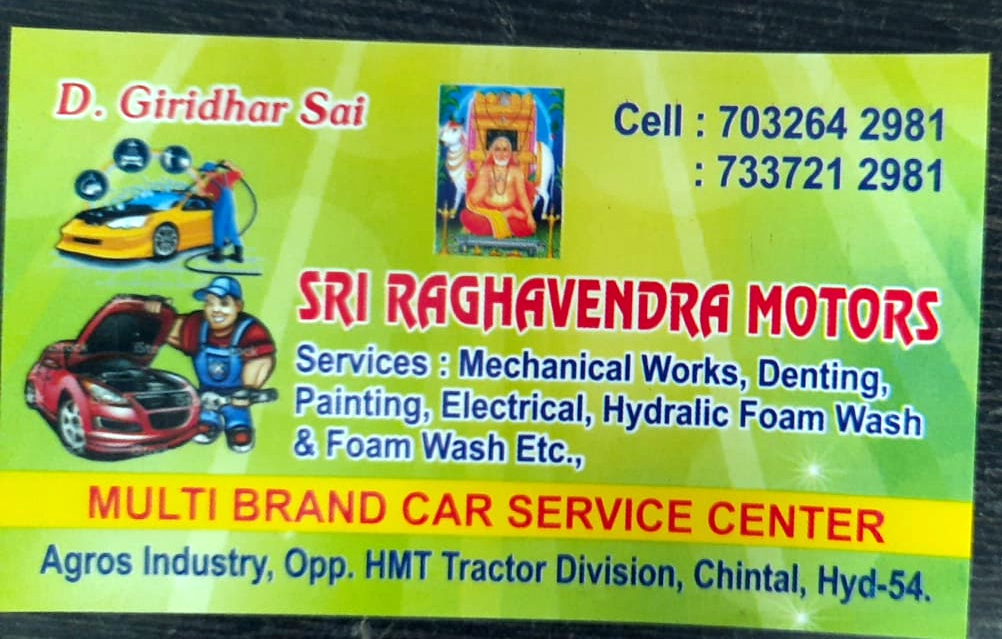 D. Giridhar Sai
Cell : 703264 2981
: 733721 2981
SRI RAGHAVENDRA MOTORS
Services : Mechanical Works, Denting,
Painting, Electrical, Hydralic Foam Wash
& Foam Wash Etc.,
MULTI BRAND CAR SERVICE CENTER
Agros Industry, Opp. HMT Tractor Division, Chintal, Hyd-54.